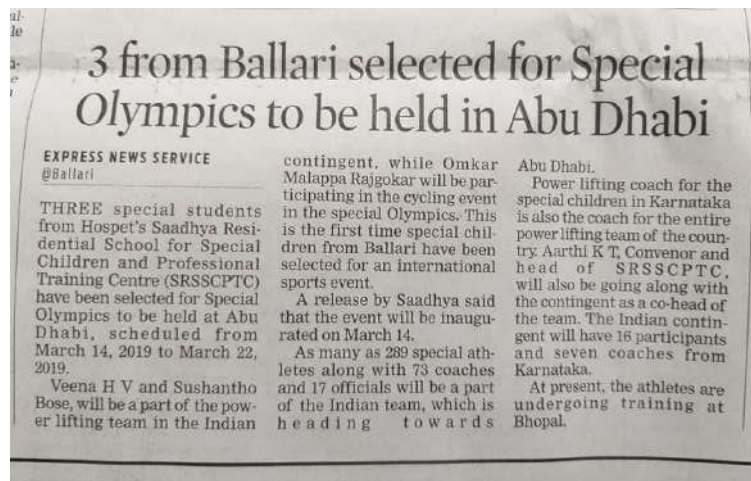 al-
le
3 from Ballari selected for Special
Olympics to be held in Abu Dhabi
EXPRESS NEWS SERVICE
@Ballari
THREE special students
from Hospet's Saadhya Resi-
dential School for Special
Children and Professional
Training Centre (SRSSCPTC)
have been selected for Special
Olympics to be held at Abu
Dhabi, scheduled from
March 14, 2019 to March 22,
2019.
Veena H V and Sushantho
Bose, will be a part of the pow-
er lifting team in the Indian
contingent, while Omkar
Malappa Rajgokar will be par-
ticipating in the cycling event
in the special Olympics. This
is the first time special chil-
dren from Ballari have been
selected for an international
sports event.
A release by Saadhya said
that the event will be inaugu-
rated on March 14.
As many as 289 special ath-
letes along with 73 coaches
and 17 officials will be a part
of the Indian team, which is
heading towards
Abu Dhabi.
Power lifting coach for the
special children in Karnataka
is also the coach for the entire
power lifting team of the coun-
try. Aarthi K T, Convenor and
head of SRSSCPTC,
will also be going along with
the contingent as a co-head of
the team. The Indian contin-
gent will have 16 participants
and seven coaches from
Karnataka.
At present, the athletes are
undergoing training at
Bhopal.